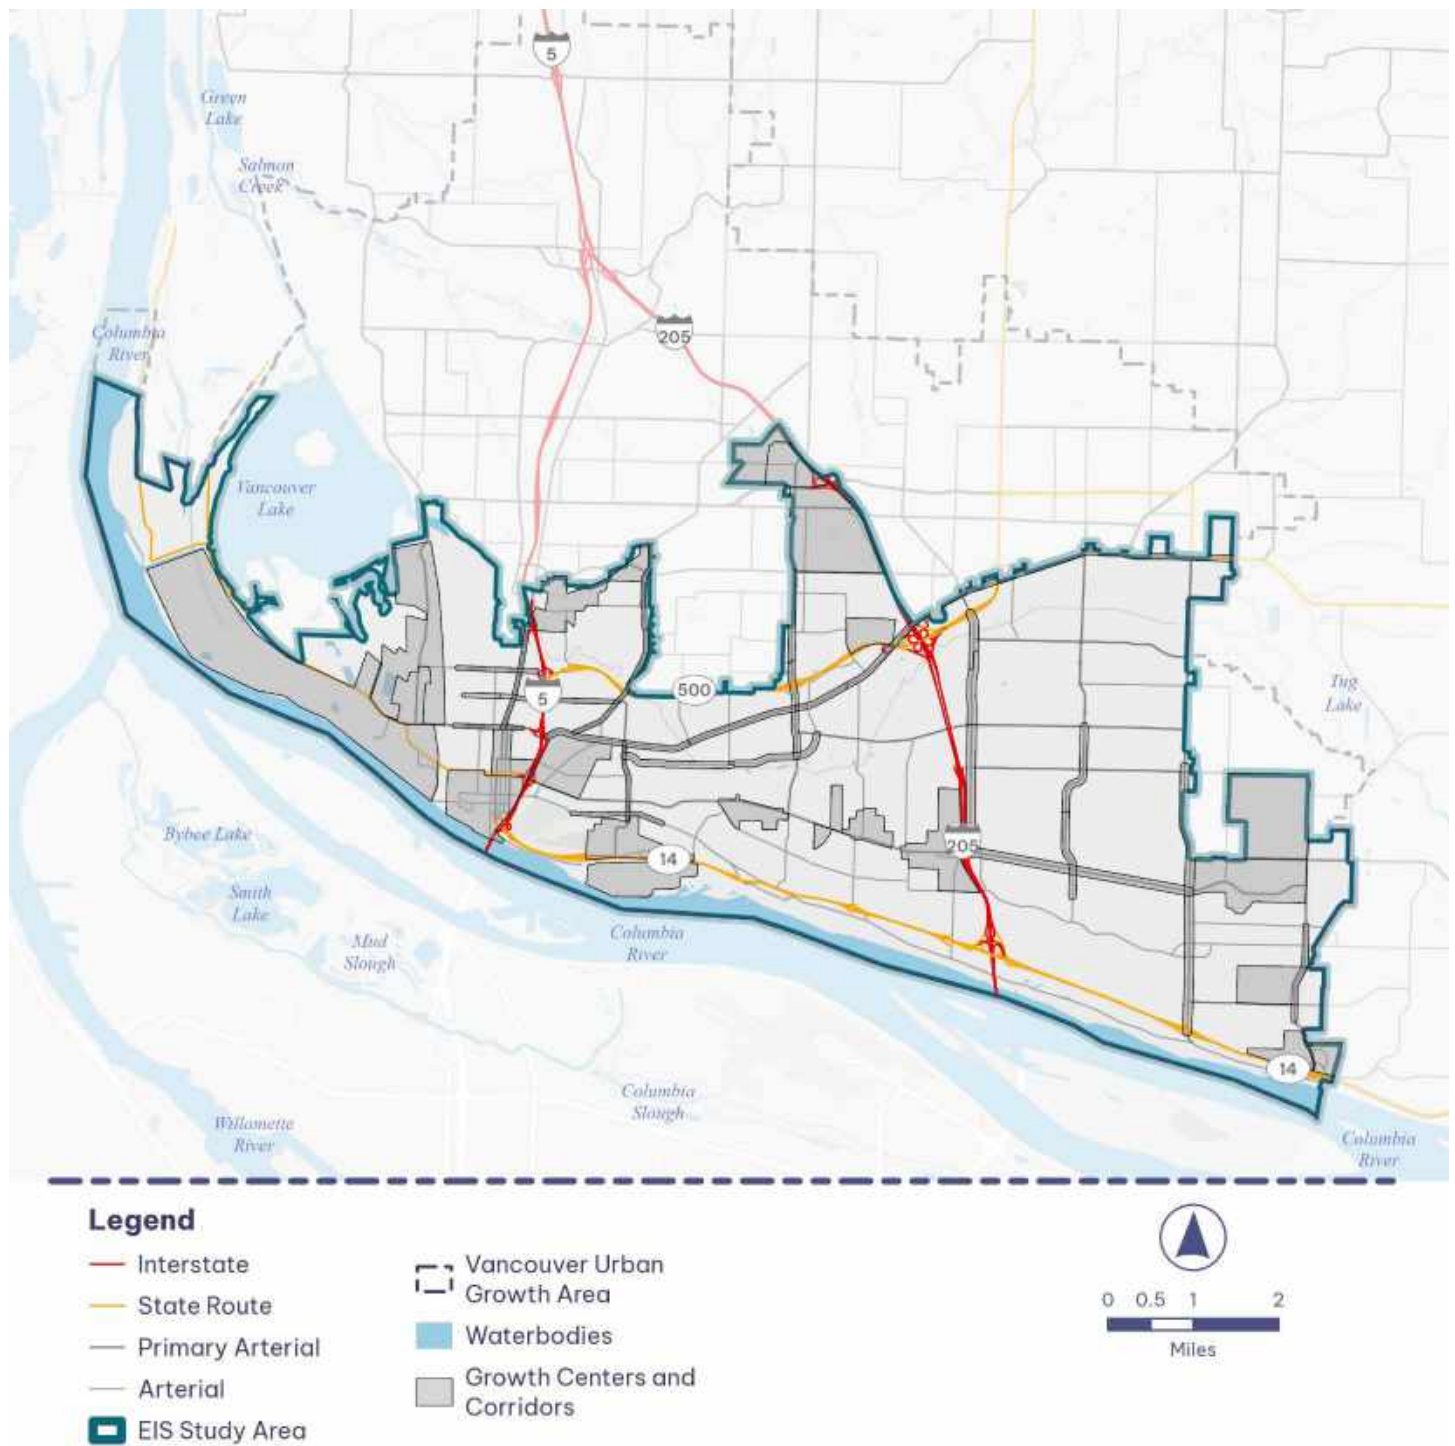 5
Green
Lake
Salmon
Creek
205
Columbia
River
Vancouver
Lake
500
5
Tug
Lake
Bybee Lake
205
14
Smith
Lake
Columbia
River
Mud
Slough
14
Columbia
Slough
Willamette
River
Columbia
River
Legend
Interstate
State Route
Primary Arterial
Arterial
EIS Study Area
Vancouver Urban
Growth Area
Waterbodies
Growth Centers and
Corridors
0 0.5 1 2
Miles